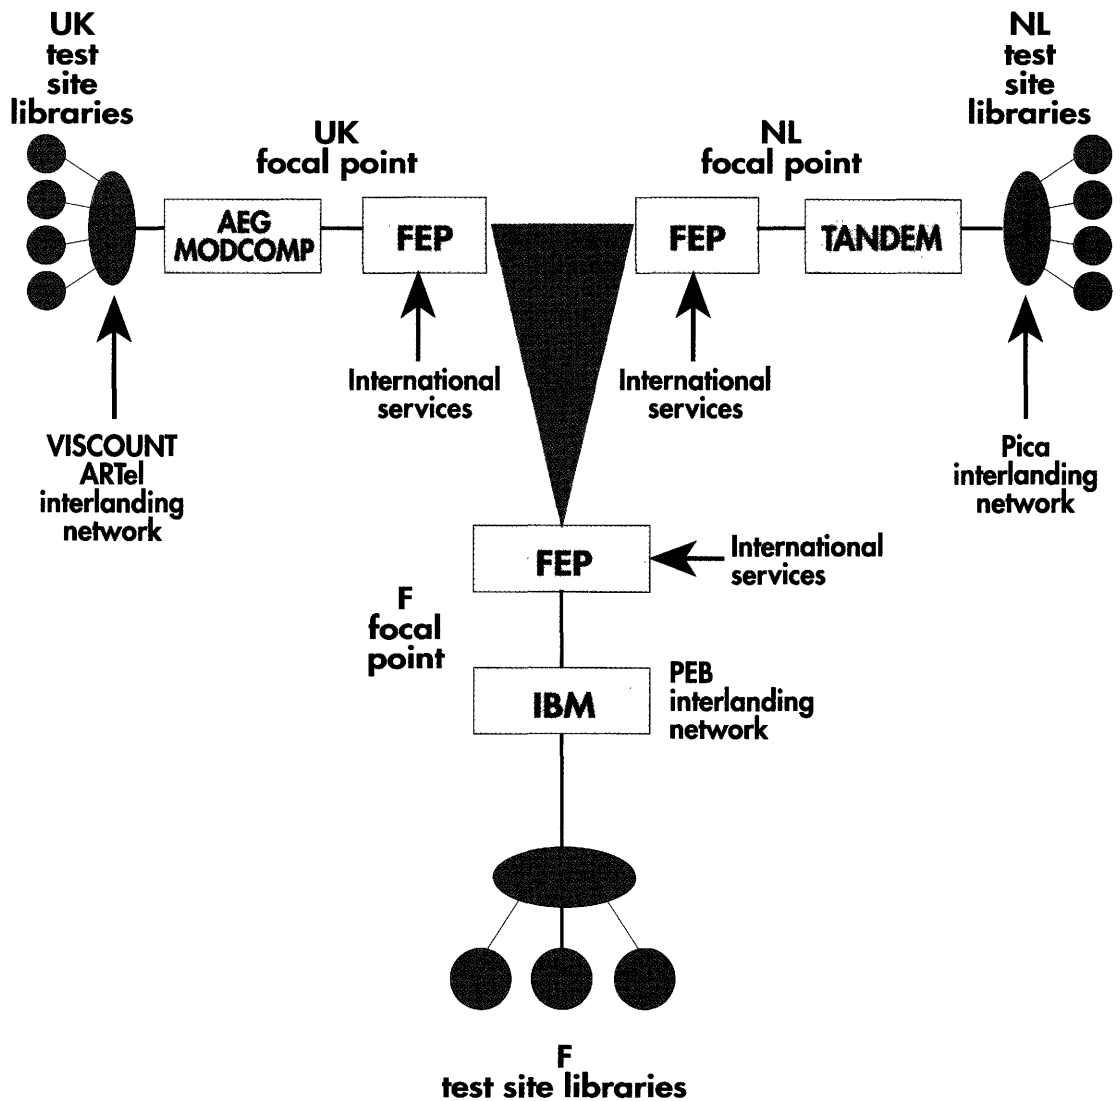 UK
test
site
libraries
NL
test
site
libraries
UK
focal point
NL
focal point
AEG
MODCOMP
FEP
FEP
TANDEM
International
services
International
services
VISCOUNT
ARTel
interlanding
network
Pica
interlanding
network
FEP
International
services
F
focal
point
IBM
PEB
interlanding
network
F
test site libraries